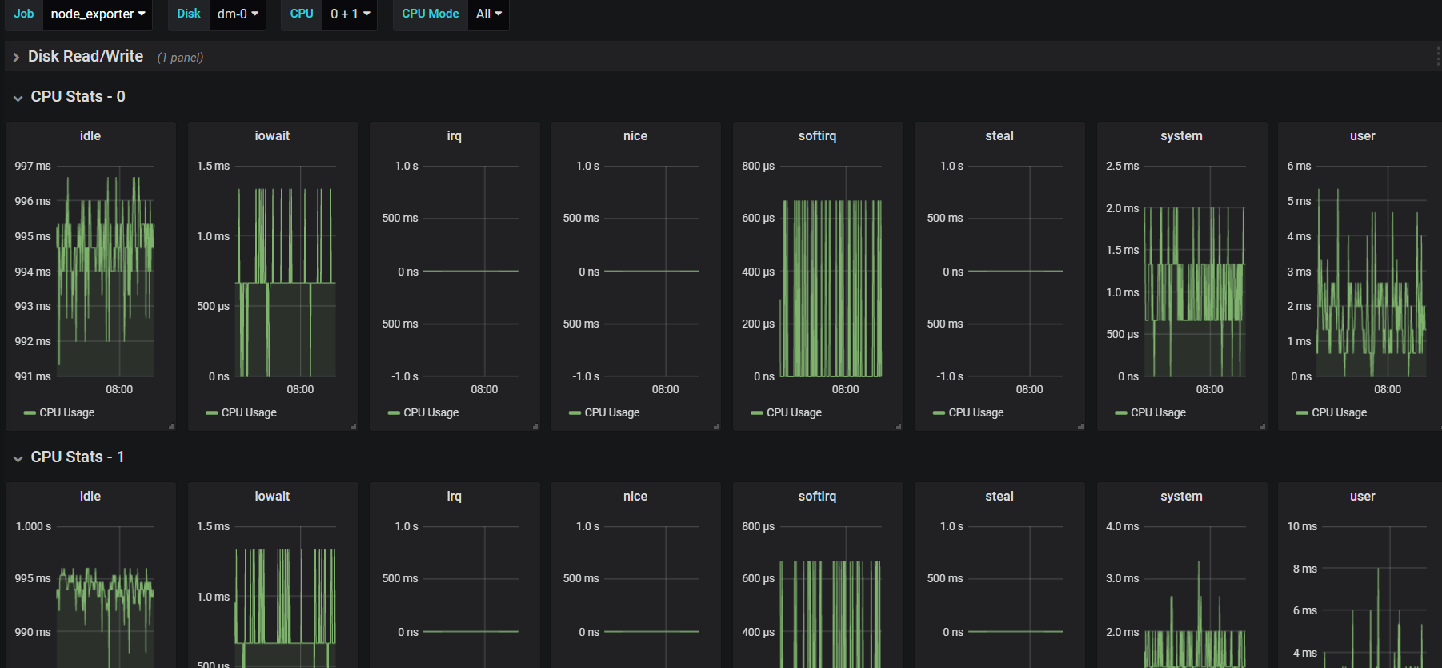 Job node_exporter Disk dm-0 CPU 0 + 1 CPU Mode All
Disk Read/Write (1 panel)
CPU Stats - 0
idle
997 ms
996 ms
995 ms
994 ms
993 ms
992 ms
991 ms
08:00
CPU Usage
iowait
1.5 ms
1.0 ms
500 µs
0 ns
08:00
CPU Usage
irq
1.0 s
500 ms
0 ns
500 ms
-1.0 s
08:00
CPU Usage
nice
1.0 s
500 ms
0 ns
500 ms
-1.0 s
08:00
CPU Usage
softirq
800 µs
600 µs
400 µs
200 µs
0 ns
08:00
CPU Usage
steal
1.0 s
500 ms
0 ns
500 ms
-1.0 s
08:00
CPU Usage
system
2.5 ms
2.0 ms
1.5 ms
1.0 ms
500 µs
0 ns
08:00
CPU Usage
user
6 ms
5 ms
4 ms
3 ms
2 ms
1 ms
0 ns
08:00
CPU Usage
CPU Stats - 1
idle
1.000 s
995 ms
990 ms
iowait
1.5 ms
1.0 ms
500 µs
irq
1.0 s
500 ms
0 ns
nice
1.0 s
500 ms
0 ns
softirq
800 µs
600 µs
400 µs
steal
1.0 s
500 ms
0 ns
system
4.0 ms
3.0 ms
2.0 ms
user
10 ms
8 ms
6 ms
4 ms